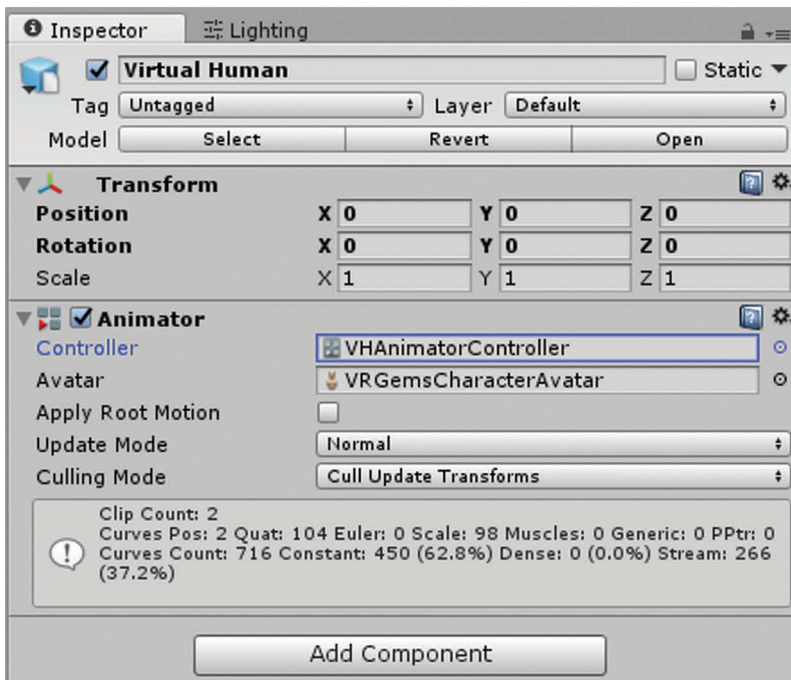 Inspector Lighting
Virtual Human Static
Tag Untagged Layer Default
Model Select Revert Open
Transform
Position X 0 Y 0 Z 0
Rotation X 0 Y 0 Z 0
Scale X 1 Y 1 Z 1
Animator
Controller VHAnimatorController
Avatar VRGemsCharacterAvatar
Apply Root Motion
Update Mode Normal
Culling Mode Cull Update Transforms
Clip Count: 2
Curves Pos: 2 Quat: 104 Euler: 0 Scale: 98 Muscles: 0 Generic: 0 PPtr: 0
Curves Count: 716 Constant: 450 (62.8%) Dense: 0 (0.0%) Stream: 266
(37.2%)
Add Component